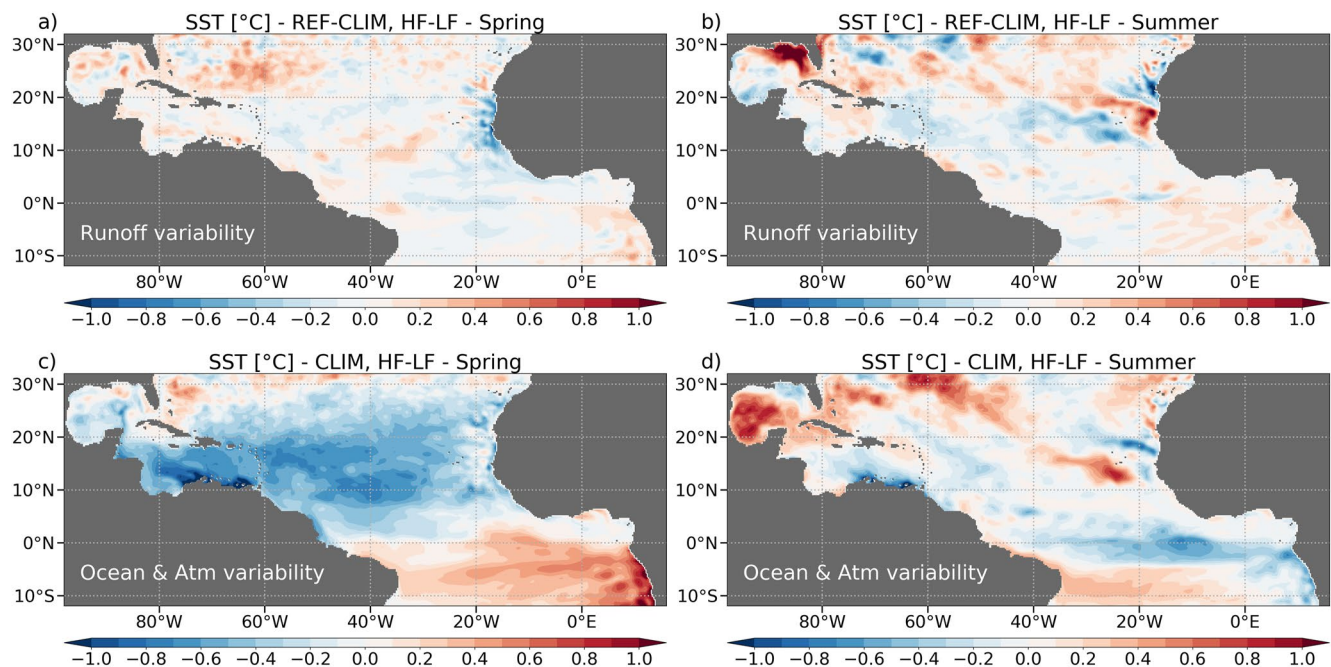 a) SST [°C] - REF-CLIM, HF-LF - Spring
30°N
20°N
10°N
0°N
10°S
Runoff variability
80°W 60°W 40°W 20°W 0°E
−1.0 −0.8 −0.6 −0.4 −0.2 0.0 0.2 0.4 0.6 0.8 1.0
b) SST [°C] - REF-CLIM, HF-LF - Summer
30°N
20°N
10°N
0°N
10°S
Runoff variability
80°W 60°W 40°W 20°W 0°E
−1.0 −0.8 −0.6 −0.4 −0.2 0.0 0.2 0.4 0.6 0.8 1.0
c) SST [°C] - CLIM, HF-LF - Spring
30°N
20°N
10°N
0°N
10°S
Ocean & Atm variability
80°W 60°W 40°W 20°W 0°E
−1.0 −0.8 −0.6 −0.4 −0.2 0.0 0.2 0.4 0.6 0.8 1.0
d) SST [°C] - CLIM, HF-LF - Summer
30°N
20°N
10°N
0°N
10°S
Ocean & Atm variability
80°W 60°W 40°W 20°W 0°E
−1.0 −0.8 −0.6 −0.4 −0.2 0.0 0.2 0.4 0.6 0.8 1.0